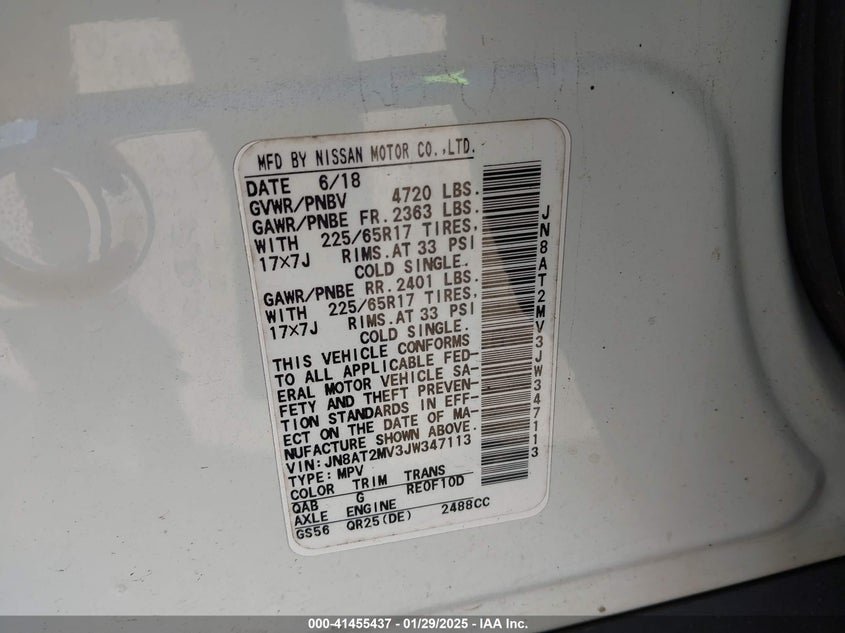 MFD BY NISSAN MOTOR CO.,LTD.
DATE 6/18
GVWR/PNBV 4720 LBS.
GAWR/PNBE FR. 2363 LBS.
WITH 225/65R17 TIRES,
17×7J RIMS.AT 33 PSI
COLD SINGLE.
GAWR/PNBE RR. 2401 LBS.
WITH 225/65R17 TIRES,
17×7J RIMS.AT 33 PSI
COLD SINGLE.
THIS VEHICLE CONFORMS
TO ALL APPLICABLE FED-
ERAL MOTOR VEHICLE SA-
FETY AND THEFT PREVEN-
TION STANDARDS IN EFF-
ECT ON THE DATE OF MA-
NUFACTURE SHOWN ABOVE.
VIN:JN8AT2MV3JW347113
TYPE: MPV
COLOR TRIM TRANS
QAB G RE0F10D
AXLE ENGINE
GS56 QR25(DE) 2488CC
JN8AT2MV3JW347113
000-41455437 - 01/29/2025 - IAA Inc.